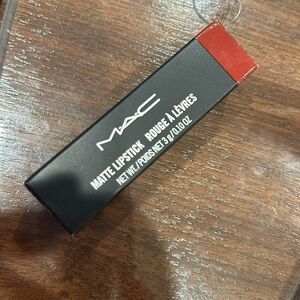 MAC
MATTE LIPSTICK ROUGE À LÈVRES
NET WT./POIDS NET 3 g/0.10 OZ